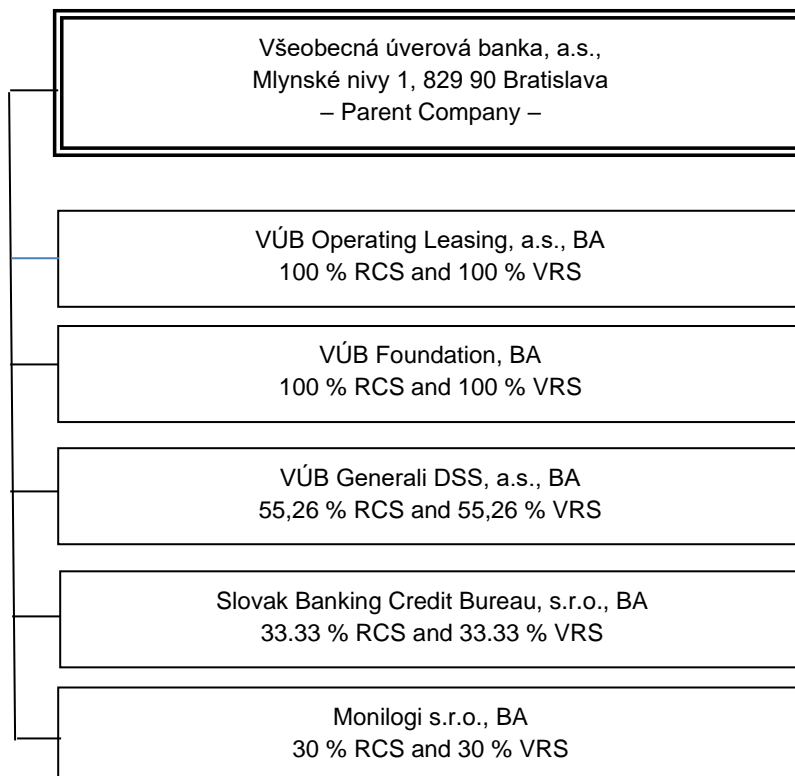 Všeobecná úverová banka, a.s.,
Mlynské nivy 1, 829 90 Bratislava
– Parent Company –
VÚB Operating Leasing, a.s., BA
100 % RCS and 100 % VRS
VÚB Foundation, BA
100 % RCS and 100 % VRS
VÚB Generali DSS, a.s., BA
55,26 % RCS and 55,26 % VRS
Slovak Banking Credit Bureau, s.r.o., BA
33.33 % RCS and 33.33 % VRS
Monilogi s.r.o., BA
30 % RCS and 30 % VRS